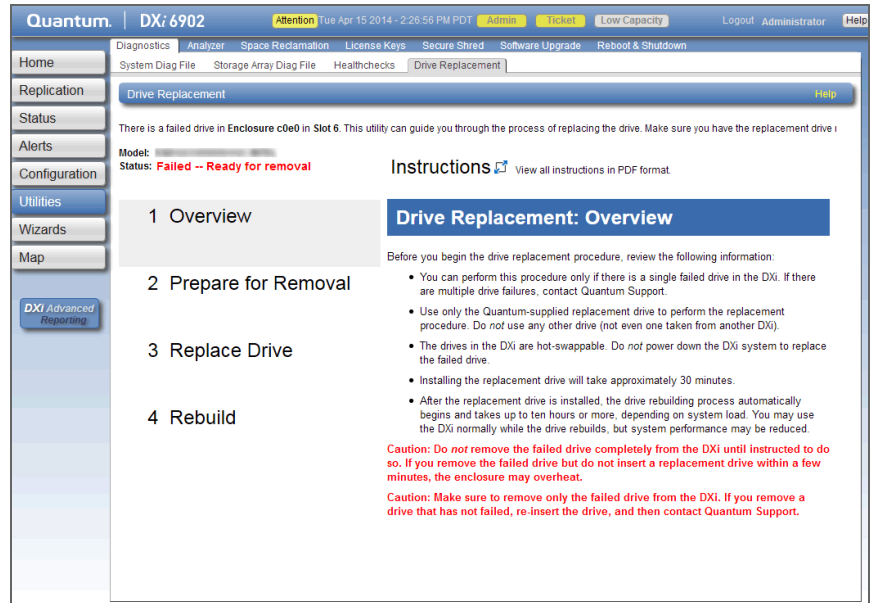 Quantum. DXi 6902 Attention Tue Apr 15 2014 - 2:26:56 PM PDT Admin Ticket Low Capacity Logout Administrator Help
Diagnostics Analyzer Space Reclamation License Keys Secure Shred Software Upgrade Reboot & Shutdown
System Diag File Storage Array Diag File Healthchecks Drive Replacement
Home
Replication
Status
Alerts
Configuration
Utilities
Wizards
Map
DXi Advanced
Reporting
Drive Replacement Help
There is a failed drive in Enclosure c0e0 in Slot 6. This utility can guide you through the process of replacing the drive. Make sure you have the replacement drive
Model:
Status: Failed -- Ready for removal
Instructions View all instructions in PDF format.
1 Overview
2 Prepare for Removal
3 Replace Drive
4 Rebuild
Drive Replacement: Overview
Before you begin the drive replacement procedure, review the following information:
• You can perform this procedure only if there is a single failed drive in the DXi. If there
are multiple drive failures, contact Quantum Support.
• Use only the Quantum-supplied replacement drive to perform the replacement
procedure. Do not use any other drive (not even one taken from another DXi).
• The drives in the DXi are hot-swappable. Do not power down the DXi system to replace
the failed drive.
• Installing the replacement drive will take approximately 30 minutes.
• After the replacement drive is installed, the drive rebuilding process automatically
begins and takes up to ten hours or more, depending on system load. You may use
the DXi normally while the drive rebuilds, but system performance may be reduced.
Caution: Do not remove the failed drive completely from the DXi until instructed to do
so. If you remove the failed drive but do not insert a replacement drive within a few
minutes, the enclosure may overheat.
Caution: Make sure to remove only the failed drive from the DXi. If you remove a
drive that has not failed, re-insert the drive, and then contact Quantum Support.